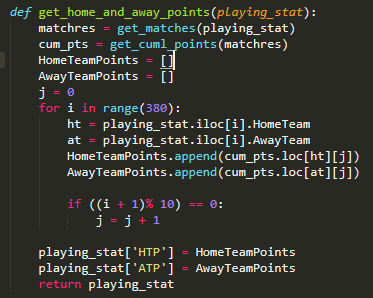 def get_home_and_away_points(playing_stat):
    matchres = get_matches(playing_stat)
    cum_pts = get_cuml_points(matchres)
    HomeTeamPoints = []
    AwayTeamPoints = []
    j = 0
    for i in range(380):
        ht = playing_stat.iloc[i].HomeTeam
        at = playing_stat.iloc[i].AwayTeam
        HomeTeamPoints.append(cum_pts.loc[ht][j])
        AwayTeamPoints.append(cum_pts.loc[at][j])

        if ((i + 1)% 10) == 0:
            j = j + 1

    playing_stat['HTP'] = HomeTeamPoints
    playing_stat['ATP'] = AwayTeamPoints
    return playing_stat